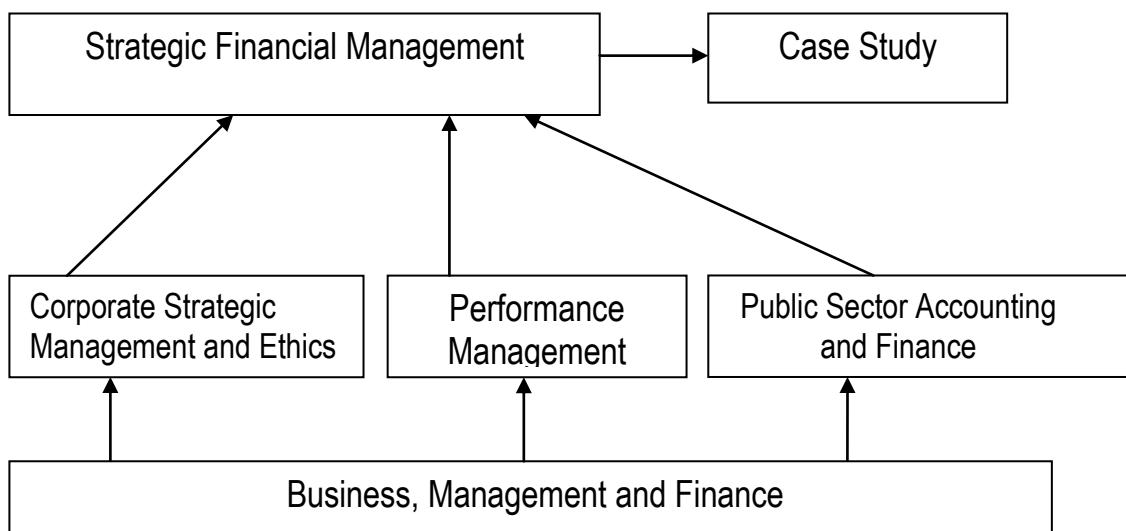 Strategic Financial Management
Case Study
Corporate Strategic
Management and Ethics
Performance
Management
Public Sector Accounting
and Finance
Business, Management and Finance